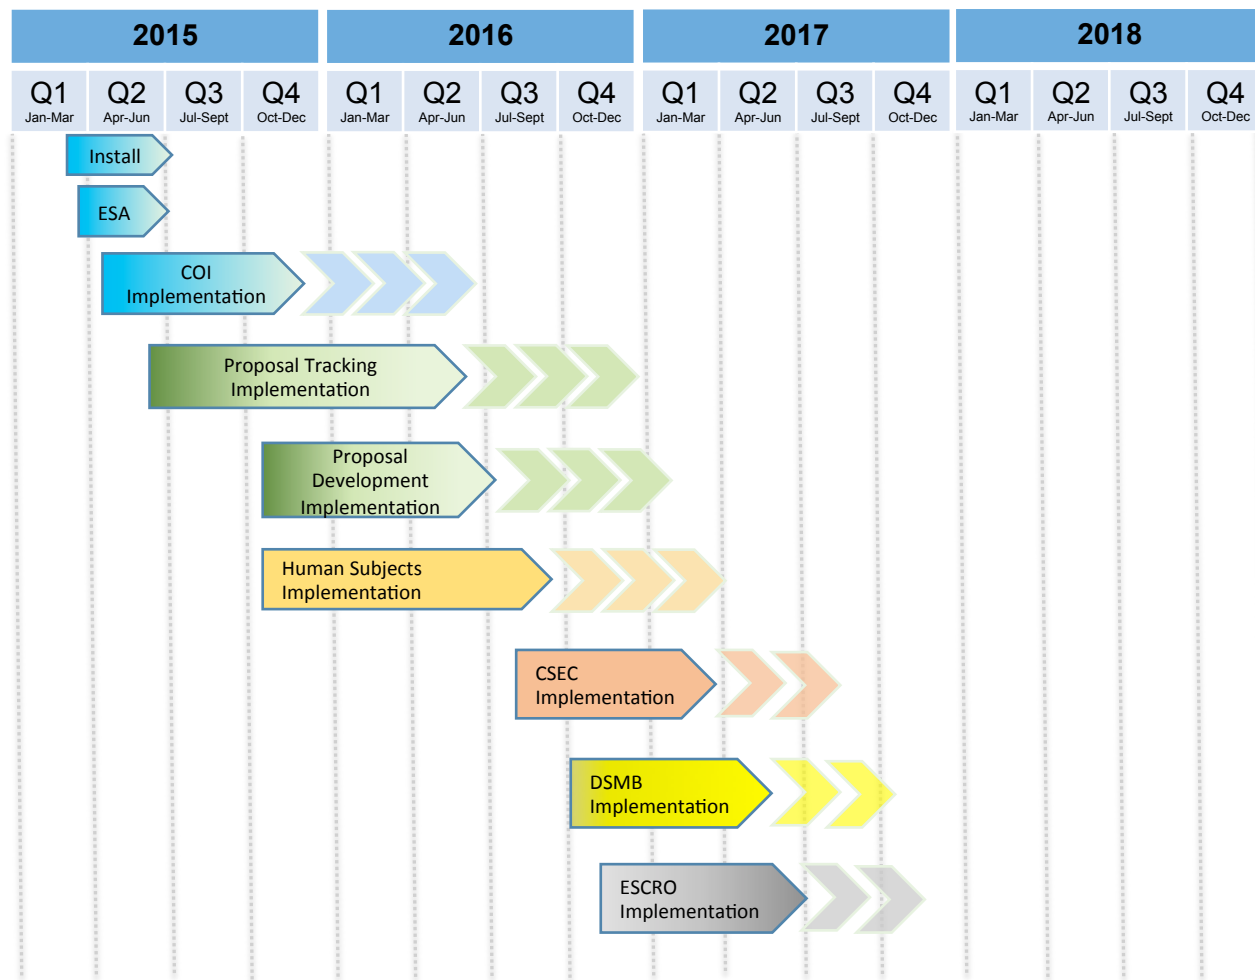 2015 2016 2017 2018
Q1 Q2 Q3 Q4 Q1 Q2 Q3 Q4 Q1 Q2 Q3 Q4 Q1 Q2 Q3 Q4
Jan-Mar Apr-Jun Jul-Sept Oct-Dec Jan-Mar Apr-Jun Jul-Sept Oct-Dec Jan-Mar Apr-Jun Jul-Sept Oct-Dec Jan-Mar Apr-Jun Jul-Sept Oct-Dec
Install
ESA
COI
Implementation
Proposal Tracking
Implementation
Proposal
Development
Implementation
Human Subjects
Implementation
CSEC
Implementation
DSMB
Implementation
ESCRO
Implementation